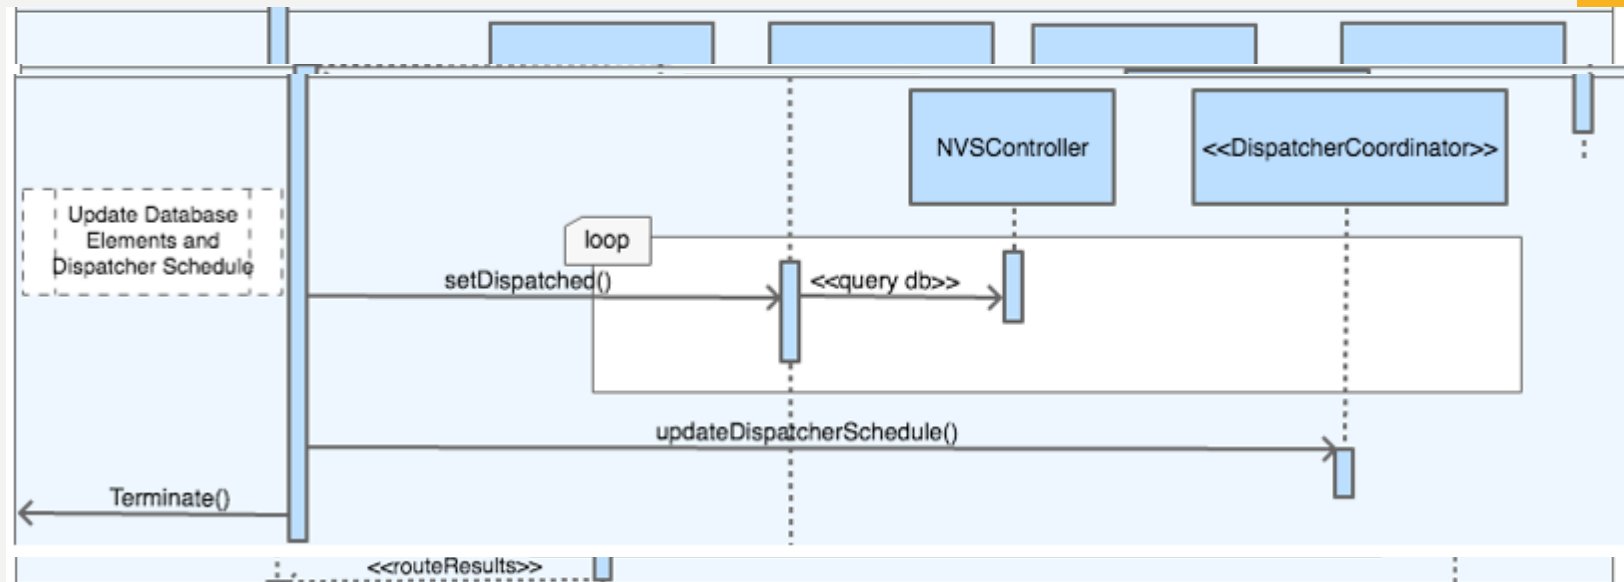 NVSController
<<DispatcherCoordinator>>
Update Database
Elements and
Dispatcher Schedule
loop
setDispatched()
<<query db>>
updateDispatcherSchedule()
Terminate()
<<routeResults>>